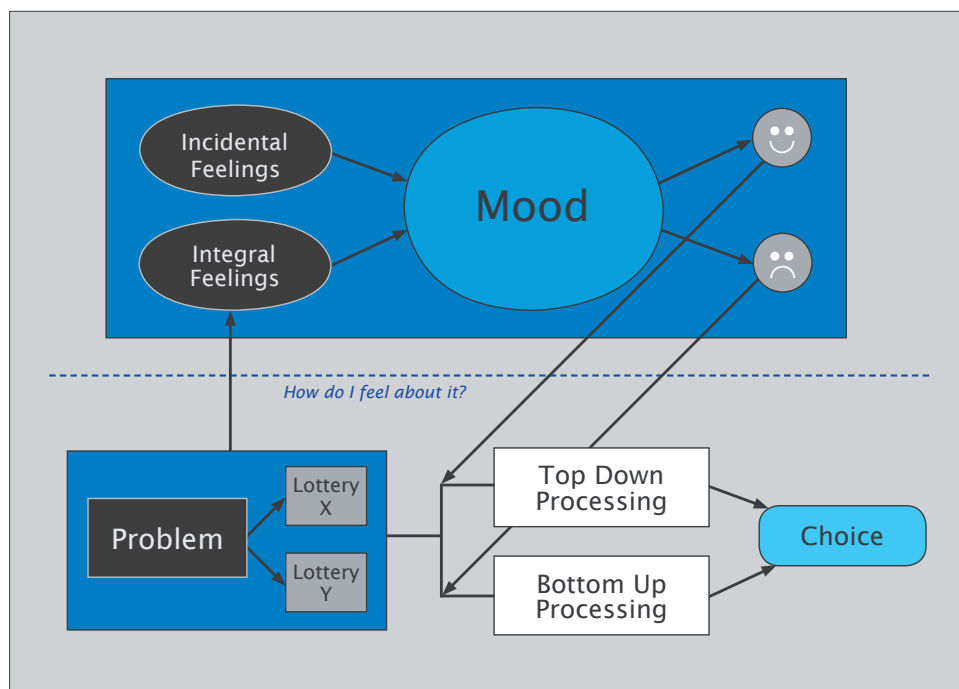 Incidental
Feelings
Mood
Integral
Feelings
How do I feel about it?
Problem
Lottery
X
Lottery
Y
Top Down
Processing
Bottom Up
Processing
Choice